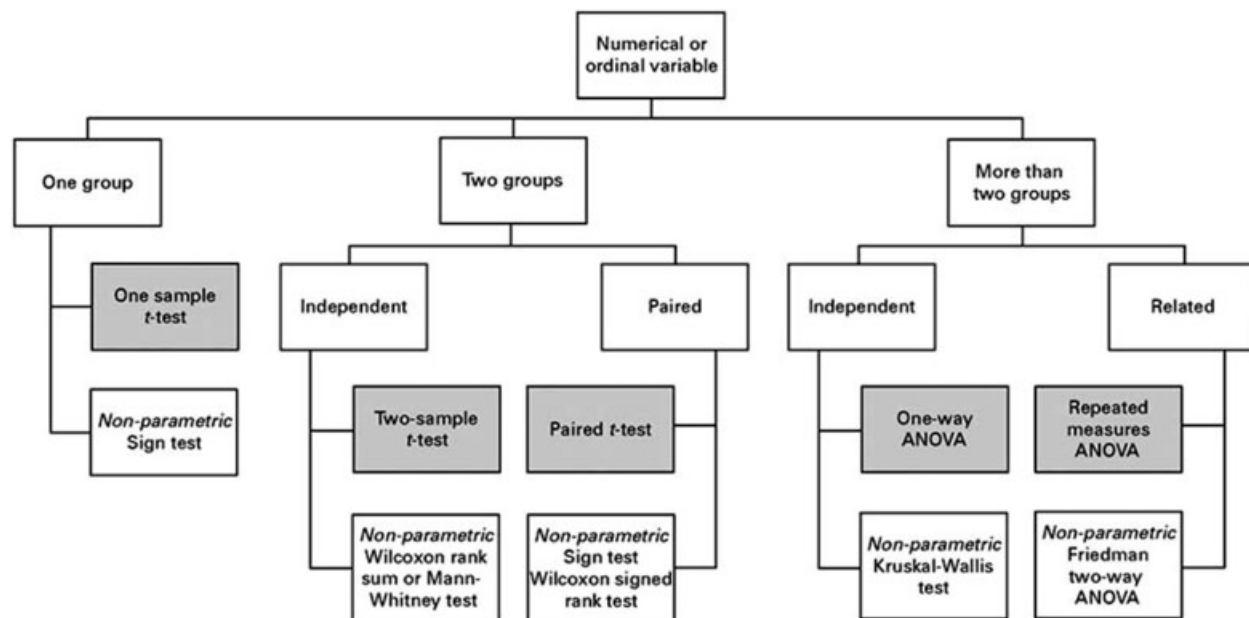 Numerical or
ordinal variable
One group
Two groups
More than
two groups
One sample
t-test
Independent
Paired
Independent
Related
Non-parametric
Sign test
Two-sample
t-test
Paired t-test
One-way
ANOVA
Repeated
measures
ANOVA
Non-parametric
Wilcoxon rank
sum or Mann-
Whitney test
Non-parametric
Sign test
Wilcoxon signed
rank test
Non-parametric
Kruskal-Wallis
test
Non-parametric
Friedman
two-way
ANOVA